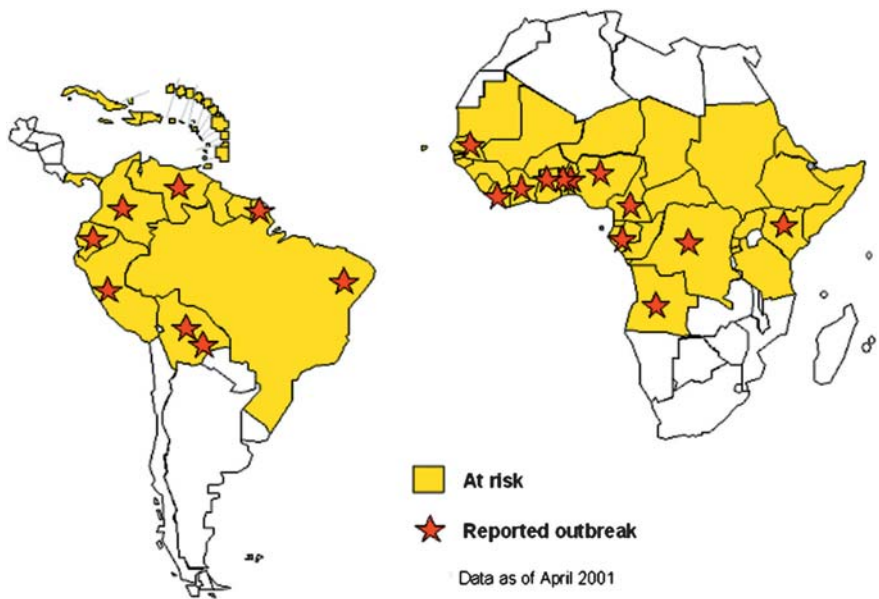 At risk
Reported outbreak
Data as of April 2001